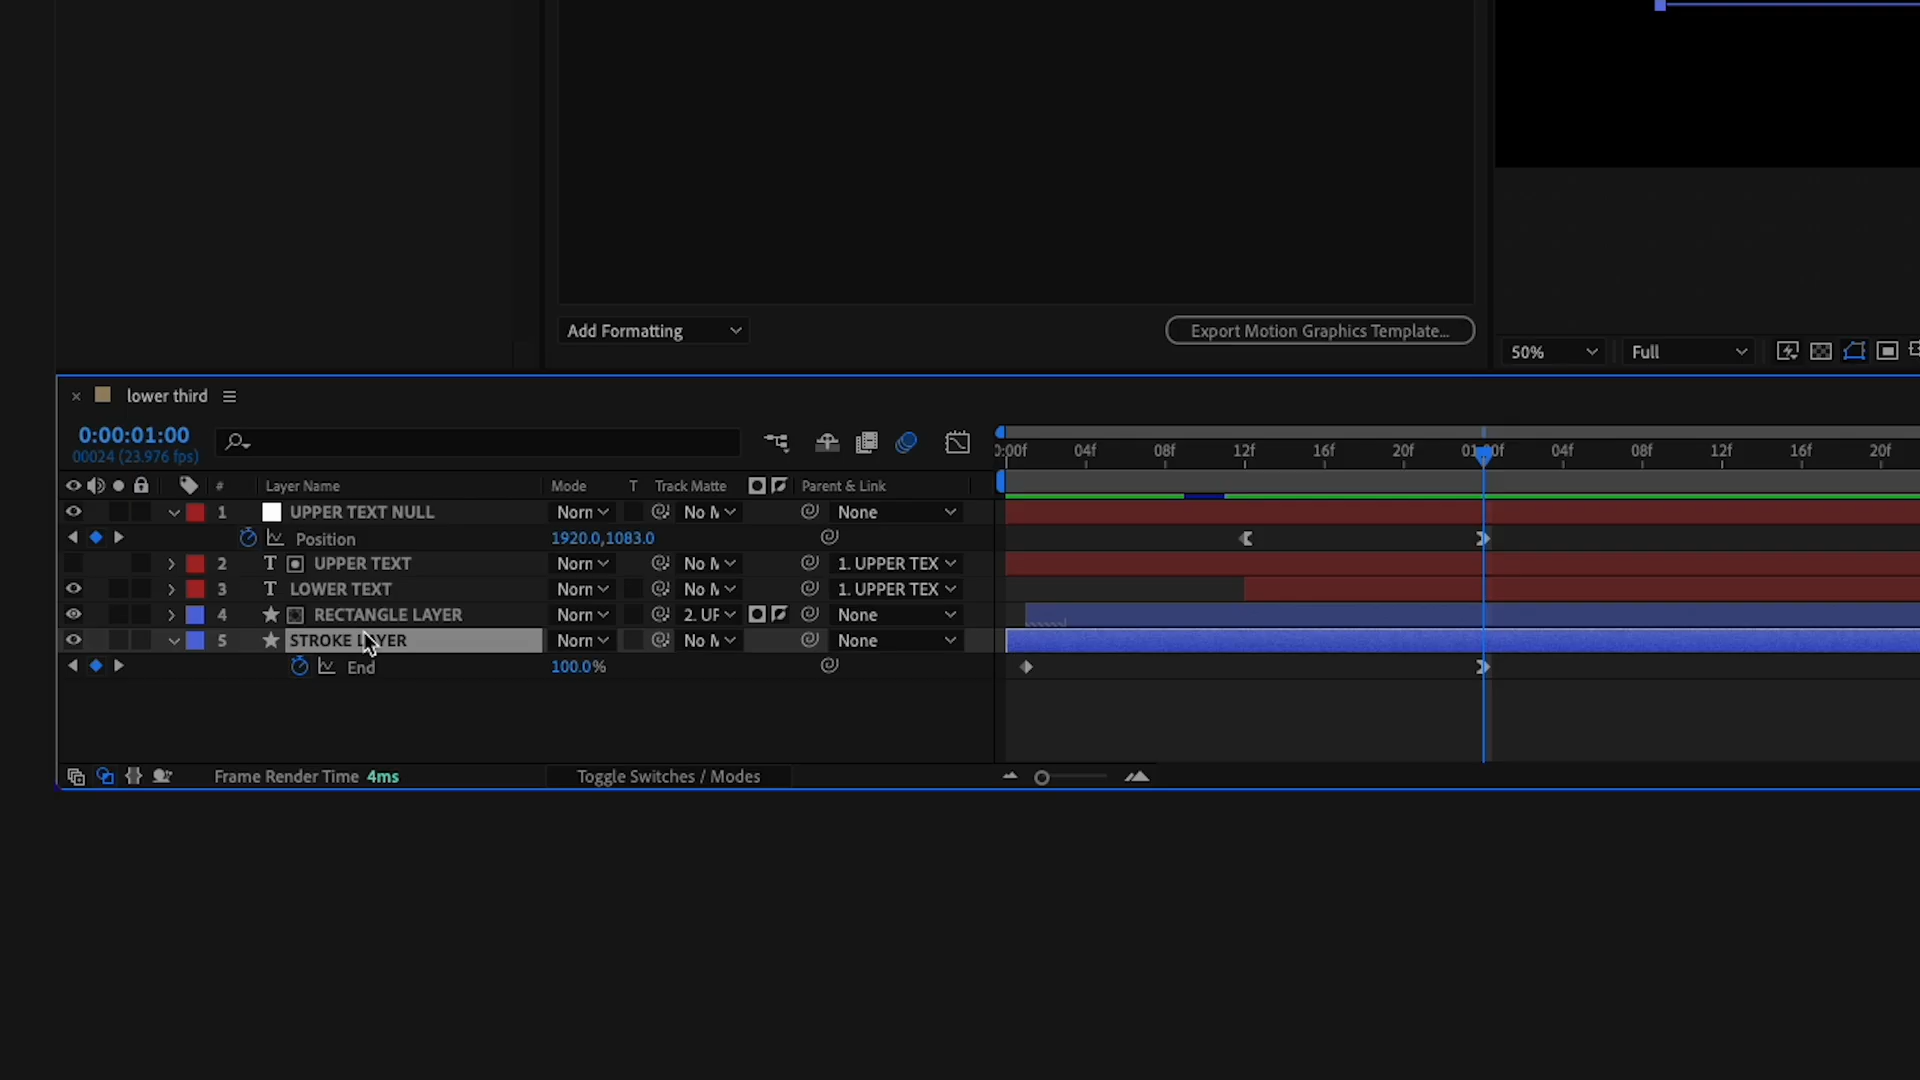 Add Formatting
Export Motion Graphics Template...
50%
Full
lower third
0:00:01:00
00024 (23.976 fps)
:00f 04f 08f 12f 16f 20f 01:00f 04f 08f 12f 16f 20f
# Layer Name Mode T Track Matte Parent & Link
1 UPPER TEXT NULL Norn No M None
Position 1920.0,1083.0
2 T UPPER TEXT Norn No M 1. UPPER TEX
3 T LOWER TEXT Norn No M 1. UPPER TEX
4 RECTANGLE LAYER Norn 2. UF None
5 STROKE LAYER Norn No M None
End 100.0%
Frame Render Time 4ms
Toggle Switches / Modes